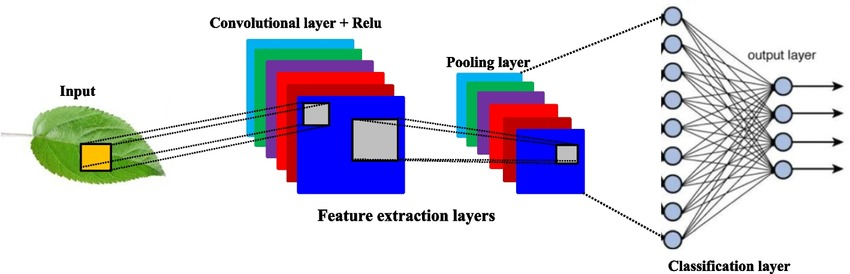 Convolutional layer + Relu
output layer
Pooling layer
Input
Feature extraction layers
Classification layer